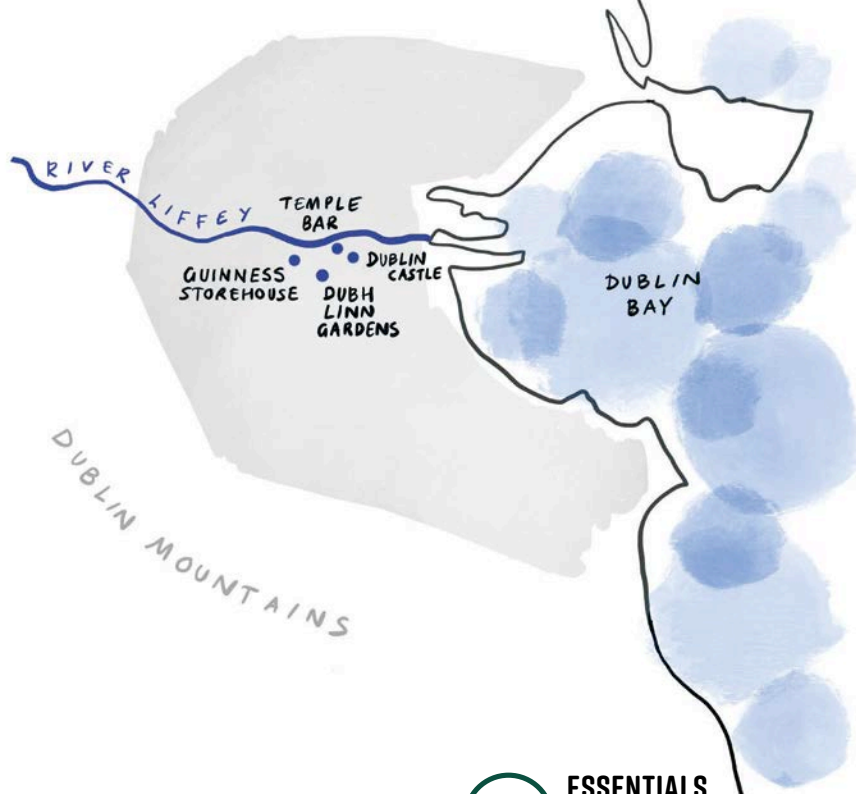 RIVER LIFFEY
TEMPLE
BAR
GUINNESS
STOREHOUSE
DUBLIN
CASTLE
DUBH
LINN
GARDENS
DUBLIN
BAY
DUBLIN MOUNTAINS
ESSENTIALS